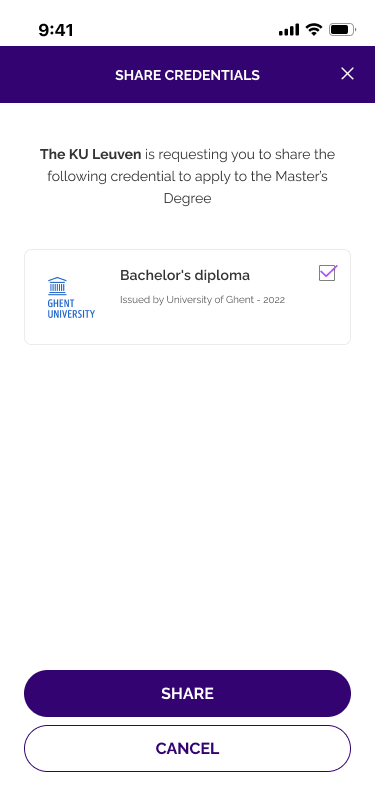 9:41
SHARE CREDENTIALS
The KU Leuven is requesting you to share the
following credential to apply to the Master's
Degree
GHENT
UNIVERSITY
Bachelor's diploma
Issued by University of Ghent - 2022
SHARE
CANCEL